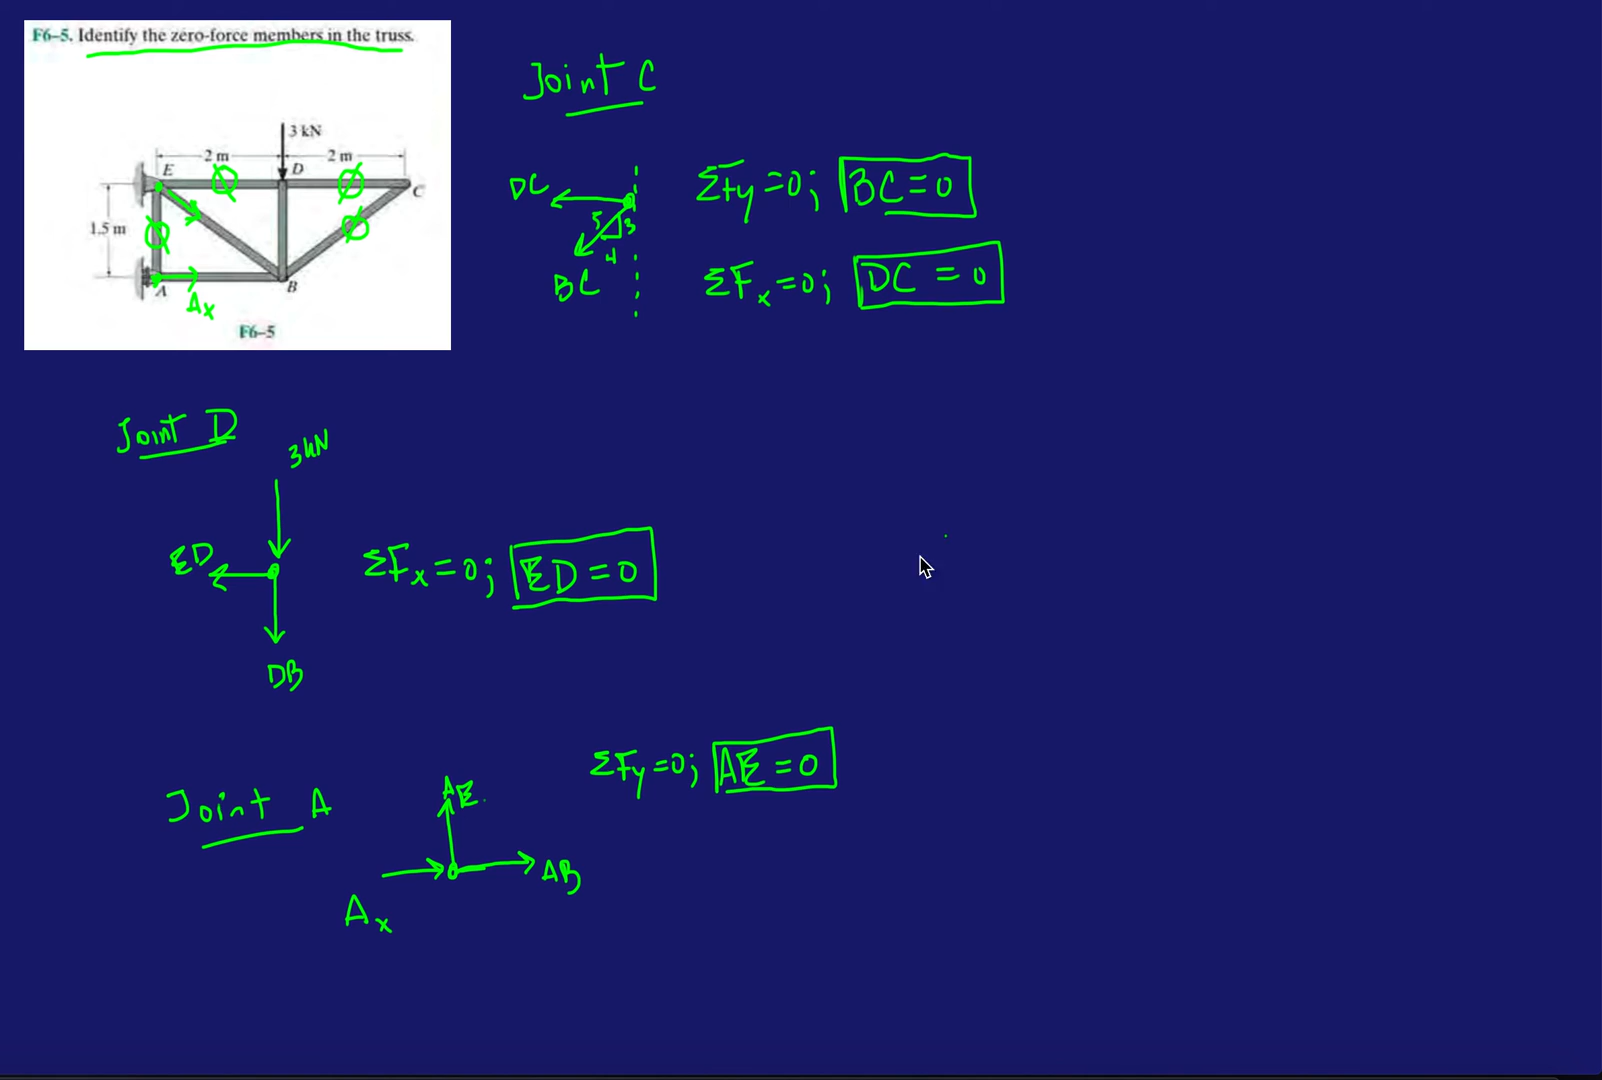 F6–5. Identify the zero-force members in the truss.
3 kN
2 m
2 m
E
D
C
1.5 m
A
B
Ax
F6–5
Joint C
DC
5
3
4
BC
ΣFy=0; BC=0
ΣFx=0; DC=0
Joint D
3kN
ED
DB
ΣFx=0; ED=0
Joint A
AE
AB
Ax
ΣFy=0; AE=0